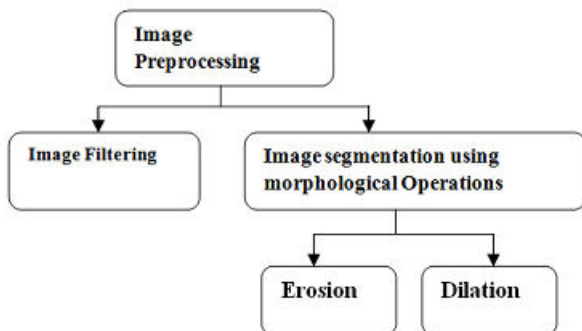 Image
Preprocessing
Image Filtering
Image segmentation using
morphological Operations
Erosion
Dilation